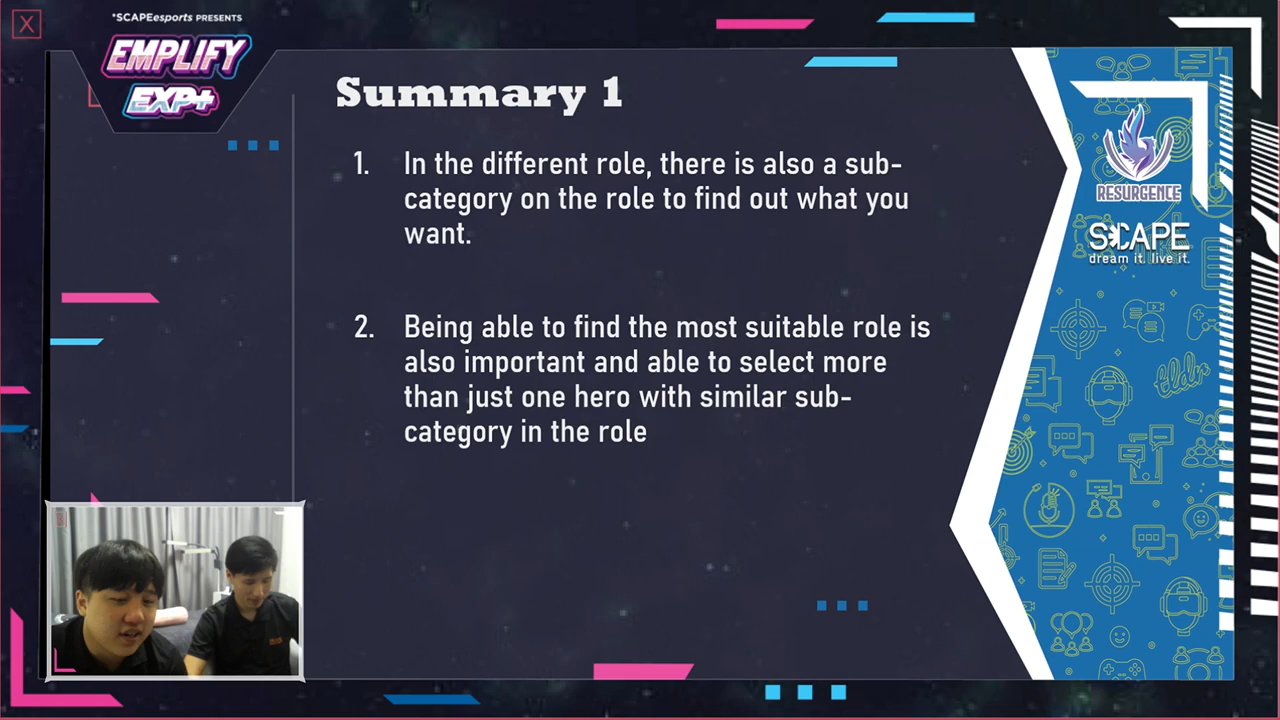 *SCAPEesports PRESENTS
EMPLIFY
EXP+
Summary 1
1. In the different role, there is also a sub-
category on the role to find out what you
want.
2. Being able to find the most suitable role is
also important and able to select more
than just one hero with similar sub-
category in the role
RESURGENCE
SCAPE
dream it. live it.